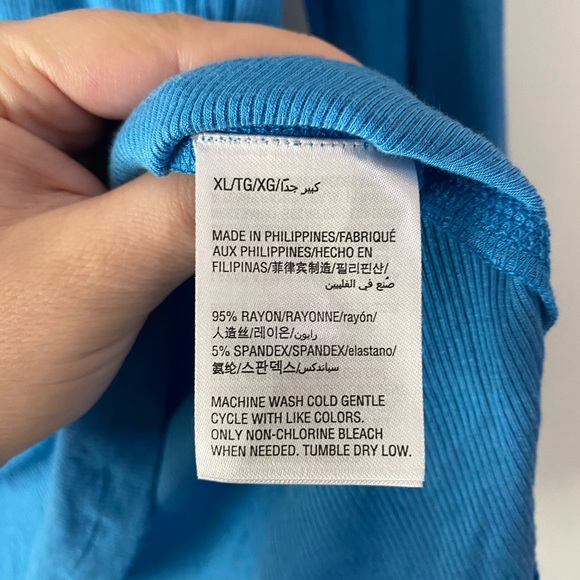 XL/TG/XG/كبير جدًا
MADE IN PHILIPPINES/FABRIQUÉ
AUX PHILIPPINES/HECHO EN
FILIPINAS/菲律宾制造/필리핀산/
صُنع في الفلبين
95% RAYON/RAYONNE/rayón/
人造丝/레이온/رايون
5% SPANDEX/SPANDEX/elastano/
氨纶/스판덱스/سباندكس
MACHINE WASH COLD GENTLE
CYCLE WITH LIKE COLORS.
ONLY NON-CHLORINE BLEACH
WHEN NEEDED. TUMBLE DRY LOW.